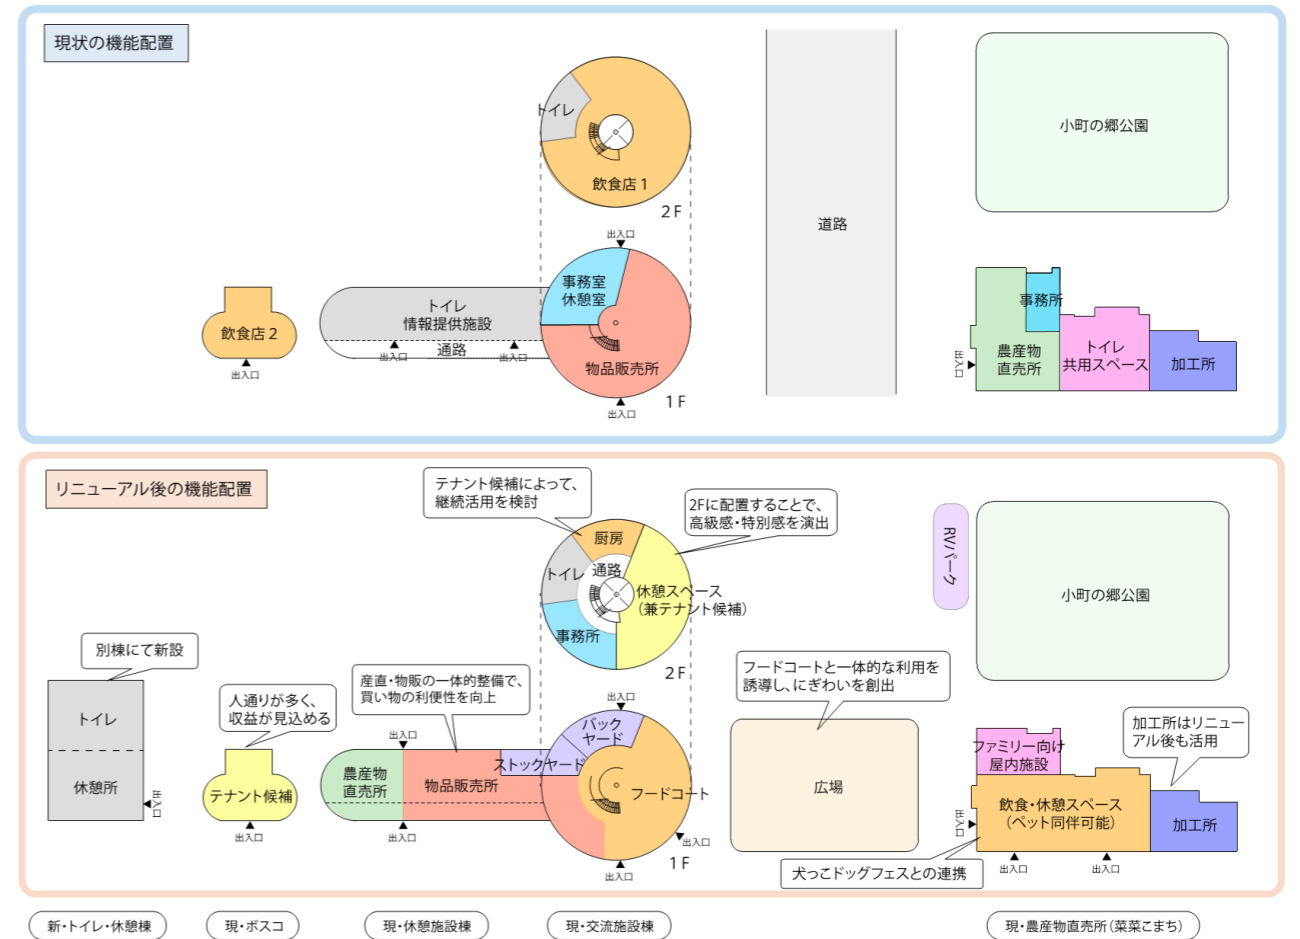 現状の機能配置
トイレ
飲食店1
2F
出入口
事務室
休憩室
トイレ
情報提供施設
通路
出入口
出入口
飲食店2
出入口
物品販売所
1F
出入口
道路
小町の郷公園
事務所
農産物
直売所
出入口
トイレ
共用スペース
加工所
リニューアル後の機能配置
テナント候補によって、
継続活用を検討
2Fに配置することで、
高級感・特別感を演出
厨房
トイレ
通路
休憩スペース
(兼テナント候補)
事務所
2F
RVパーク
小町の郷公園
別棟にて新設
トイレ
休憩所
出入口
人通りが多く、
収益が見込める
テナント候補
出入口
産直・物販の一体的整備で、
買い物の利便性を向上
出入口
農産物
直売所
物品販売所
出入口
ストックヤード
バック
ヤード
出入口
フードコート
出入口
1F
出入口
フードコートと一体的な利用を
誘導し、にぎわいを創出
広場
ファミリー向け
屋内施設
加工所はリニュー
アル後も活用
飲食・休憩スペース
(ペット同伴可能)
出入口
加工所
出入口
出入口
犬っこドッグフェスとの連携
新・トイレ・休憩棟
現・ボスコ
現・休憩施設棟
現・交流施設棟
現・農産物直売所(菜菜こまち)